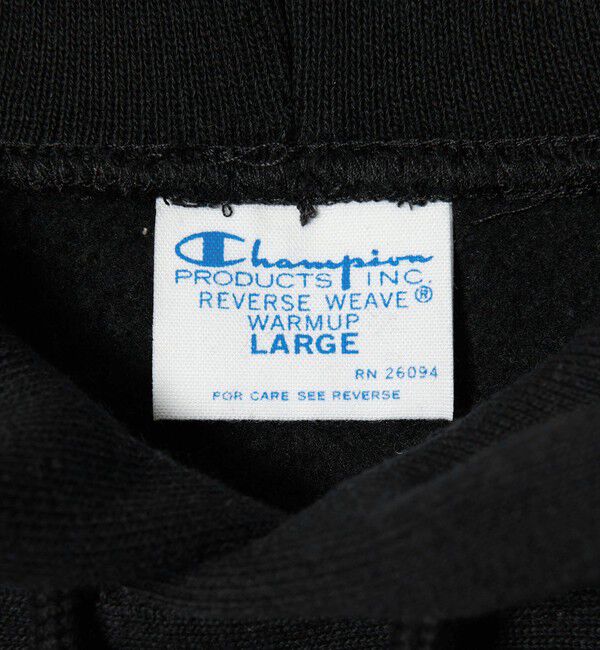 Champion
PRODUCTS INC.
REVERSE WEAVE®
WARMUP
LARGE
RN 26094
FOR CARE SEE REVERSE